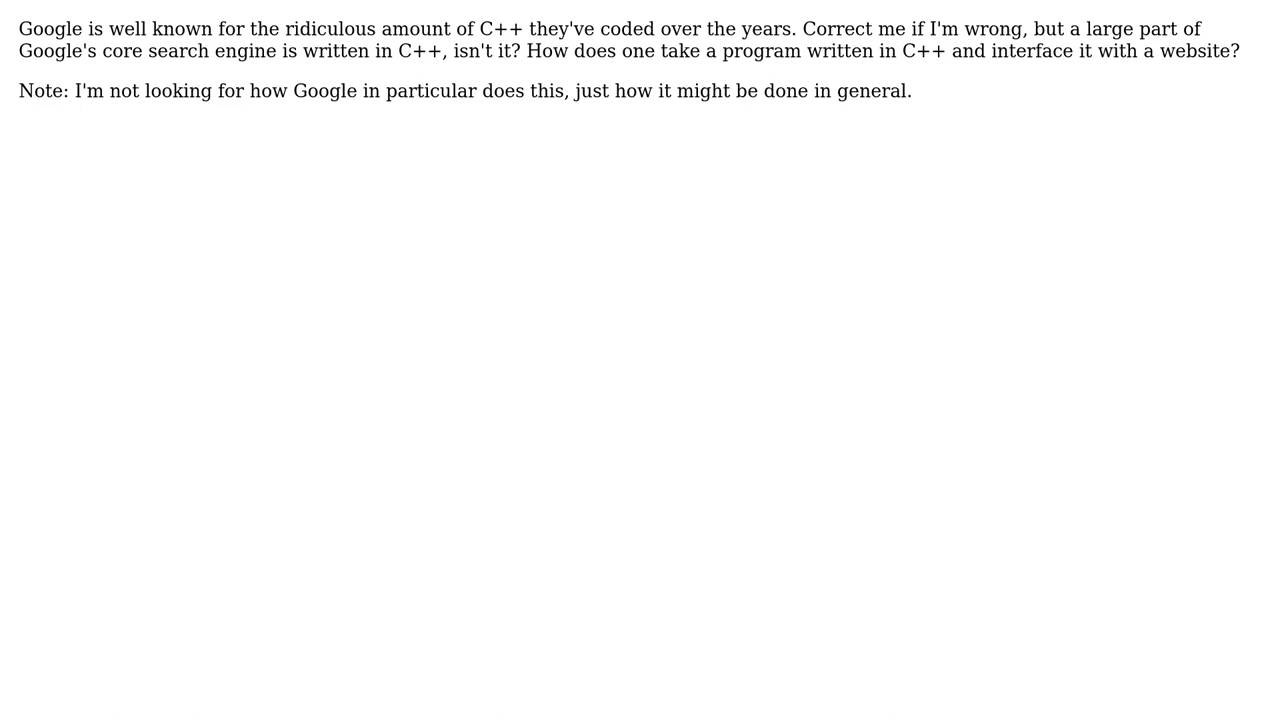 Google is well known for the ridiculous amount of C++ they've coded over the years. Correct me if I'm wrong, but a large part of
Google's core search engine is written in C++, isn't it? How does one take a program written in C++ and interface it with a website?
Note: I'm not looking for how Google in particular does this, just how it might be done in general.